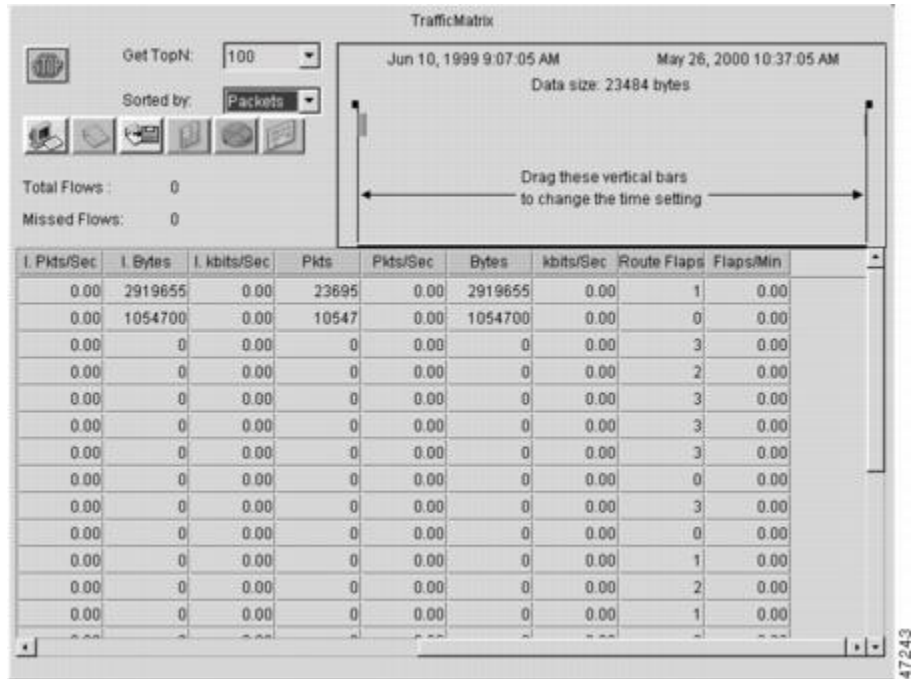 TrafficMatrix
Get TopN: 100
Sorted by: Packets
Total Flows : 0
Missed Flows: 0
Jun 10, 1999 9:07:05 AM May 26, 2000 10:37:05 AM
Data size: 23484 bytes
Drag these vertical bars
to change the time setting
I. Pkts/Sec I. Bytes I. kbits/Sec Pkts Pkts/Sec Bytes kbits/Sec Route Flaps Flaps/Min
0.00 2919655 0.00 23695 0.00 2919655 0.00 1 0.00
0.00 1054700 0.00 10547 0.00 1054700 0.00 0 0.00
0.00 0 0.00 0 0.00 0 0.00 3 0.00
0.00 0 0.00 0 0.00 0 0.00 2 0.00
0.00 0 0.00 0 0.00 0 0.00 3 0.00
0.00 0 0.00 0 0.00 0 0.00 3 0.00
0.00 0 0.00 0 0.00 0 0.00 3 0.00
0.00 0 0.00 0 0.00 0 0.00 0 0.00
0.00 0 0.00 0 0.00 0 0.00 3 0.00
0.00 0 0.00 0 0.00 0 0.00 0 0.00
0.00 0 0.00 0 0.00 0 0.00 1 0.00
0.00 0 0.00 0 0.00 0 0.00 2 0.00
0.00 0 0.00 0 0.00 0 0.00 1 0.00
47243